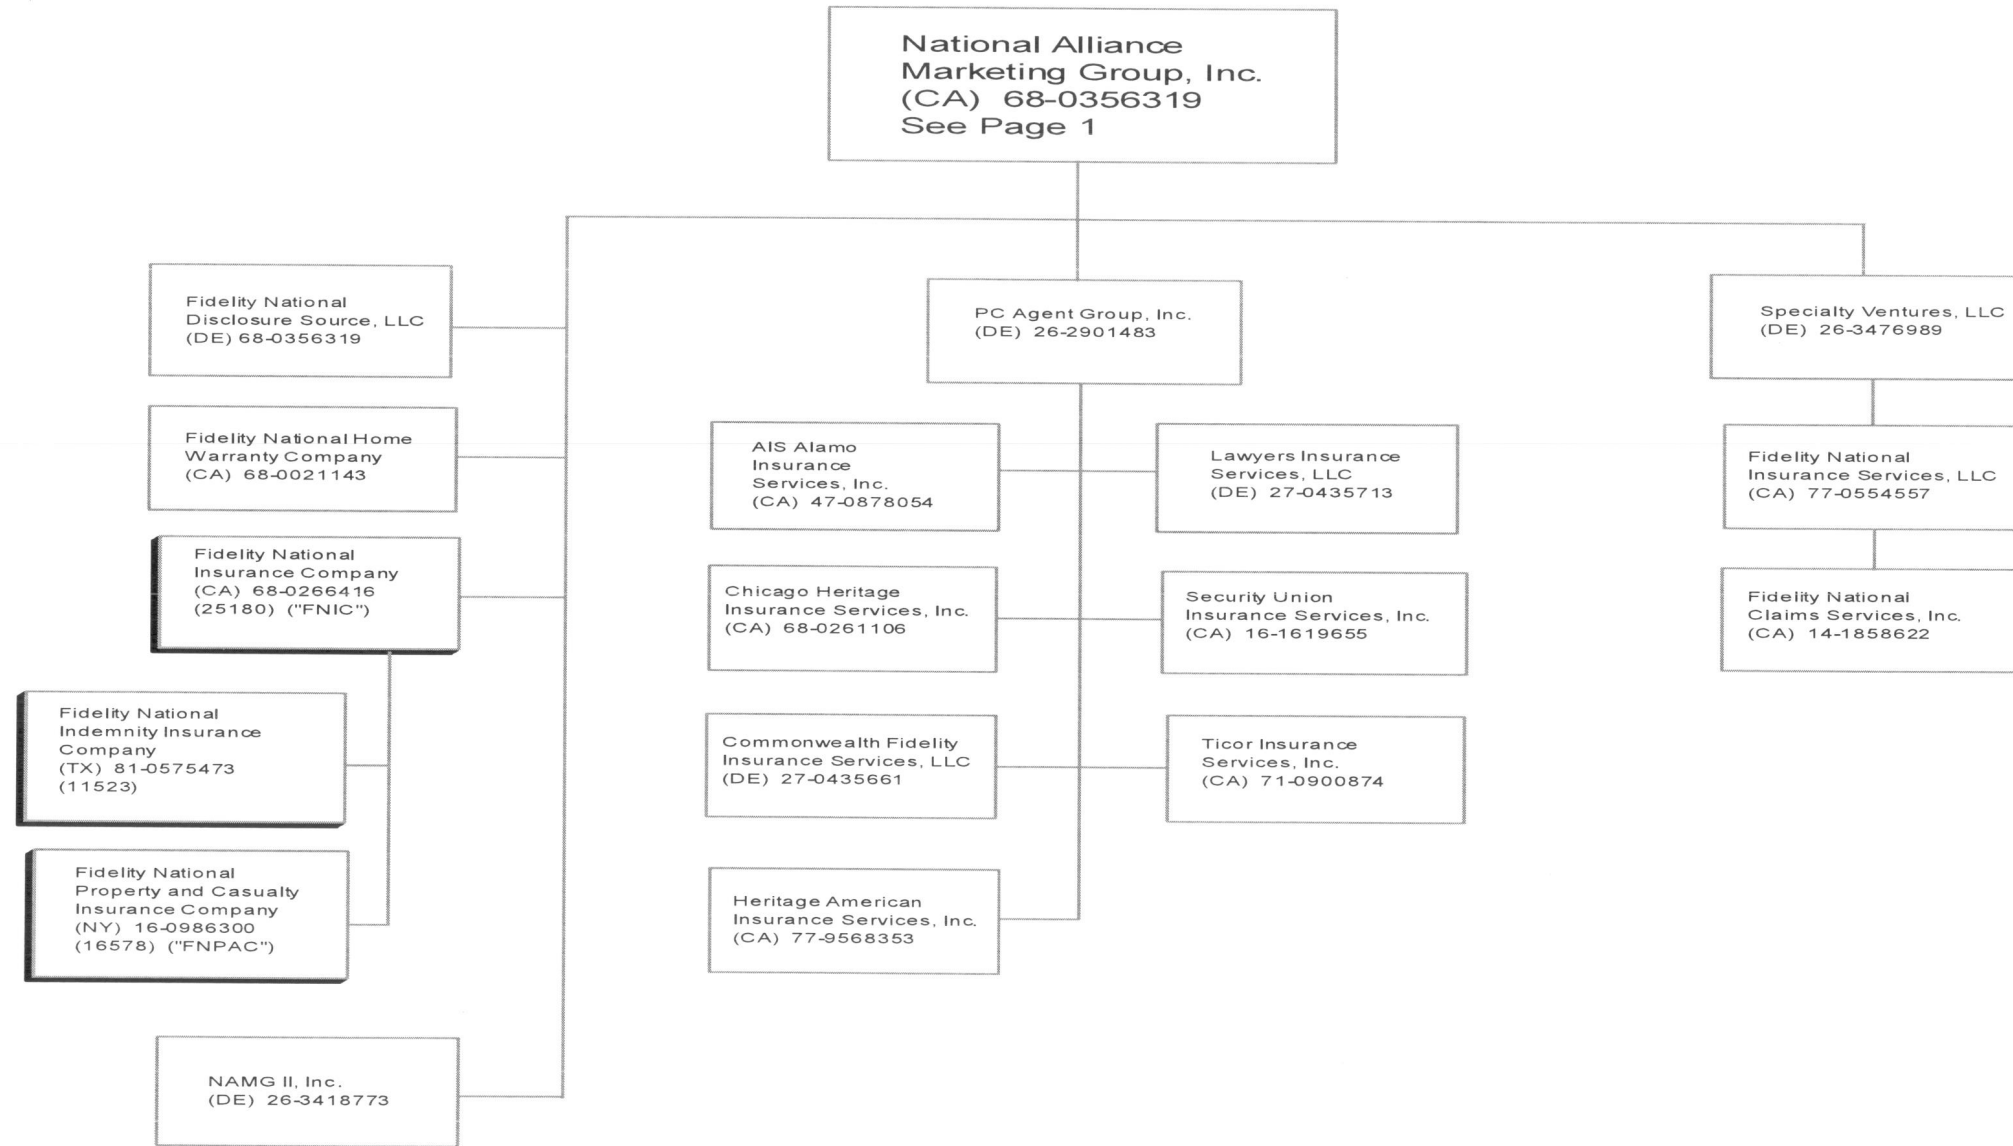 National Alliance
Marketing Group, Inc.
(CA) 68-0356319
See Page 1
Fidelity National
Disclosure Source, LLC
(DE) 68-0356319
PC Agent Group, Inc.
(DE) 26-2901483
Specialty Ventures, LLC
(DE) 26-3476989
Fidelity National Home
Warranty Company
(CA) 68-0021143
AIS Alamo
Insurance
Services, Inc.
(CA) 47-0878054
Lawyers Insurance
Services, LLC
(DE) 27-0435713
Fidelity National
Insurance Services, LLC
(CA) 77-0554557
Fidelity National
Insurance Company
(CA) 68-0266416
(25180) ("FNIC")
Chicago Heritage
Insurance Services, Inc.
(CA) 68-0261106
Security Union
Insurance Services, Inc.
(CA) 16-1619655
Fidelity National
Claims Services, Inc.
(CA) 14-1858622
Fidelity National
Indemnity Insurance
Company
(TX) 81-0575473
(11523)
Commonwealth Fidelity
Insurance Services, LLC
(DE) 27-0435661
Ticor Insurance
Services, Inc.
(CA) 71-0900874
Fidelity National
Property and Casualty
Insurance Company
(NY) 16-0986300
(16578) ("FNPAC")
Heritage American
Insurance Services, Inc.
(CA) 77-9568353
NAMG II, Inc.
(DE) 26-3418773